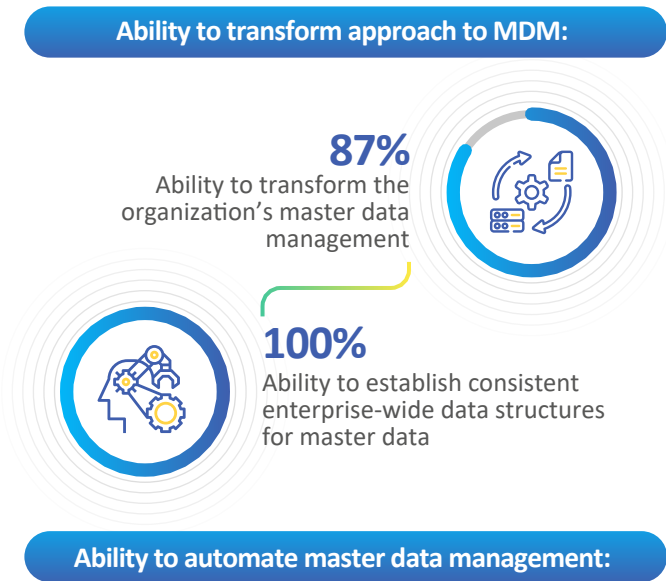 Ability to transform approach to MDM:
87%
Ability to transform the
organization's master data
management
100%
Ability to establish consistent
enterprise-wide data structures
for master data
Ability to automate master data management: